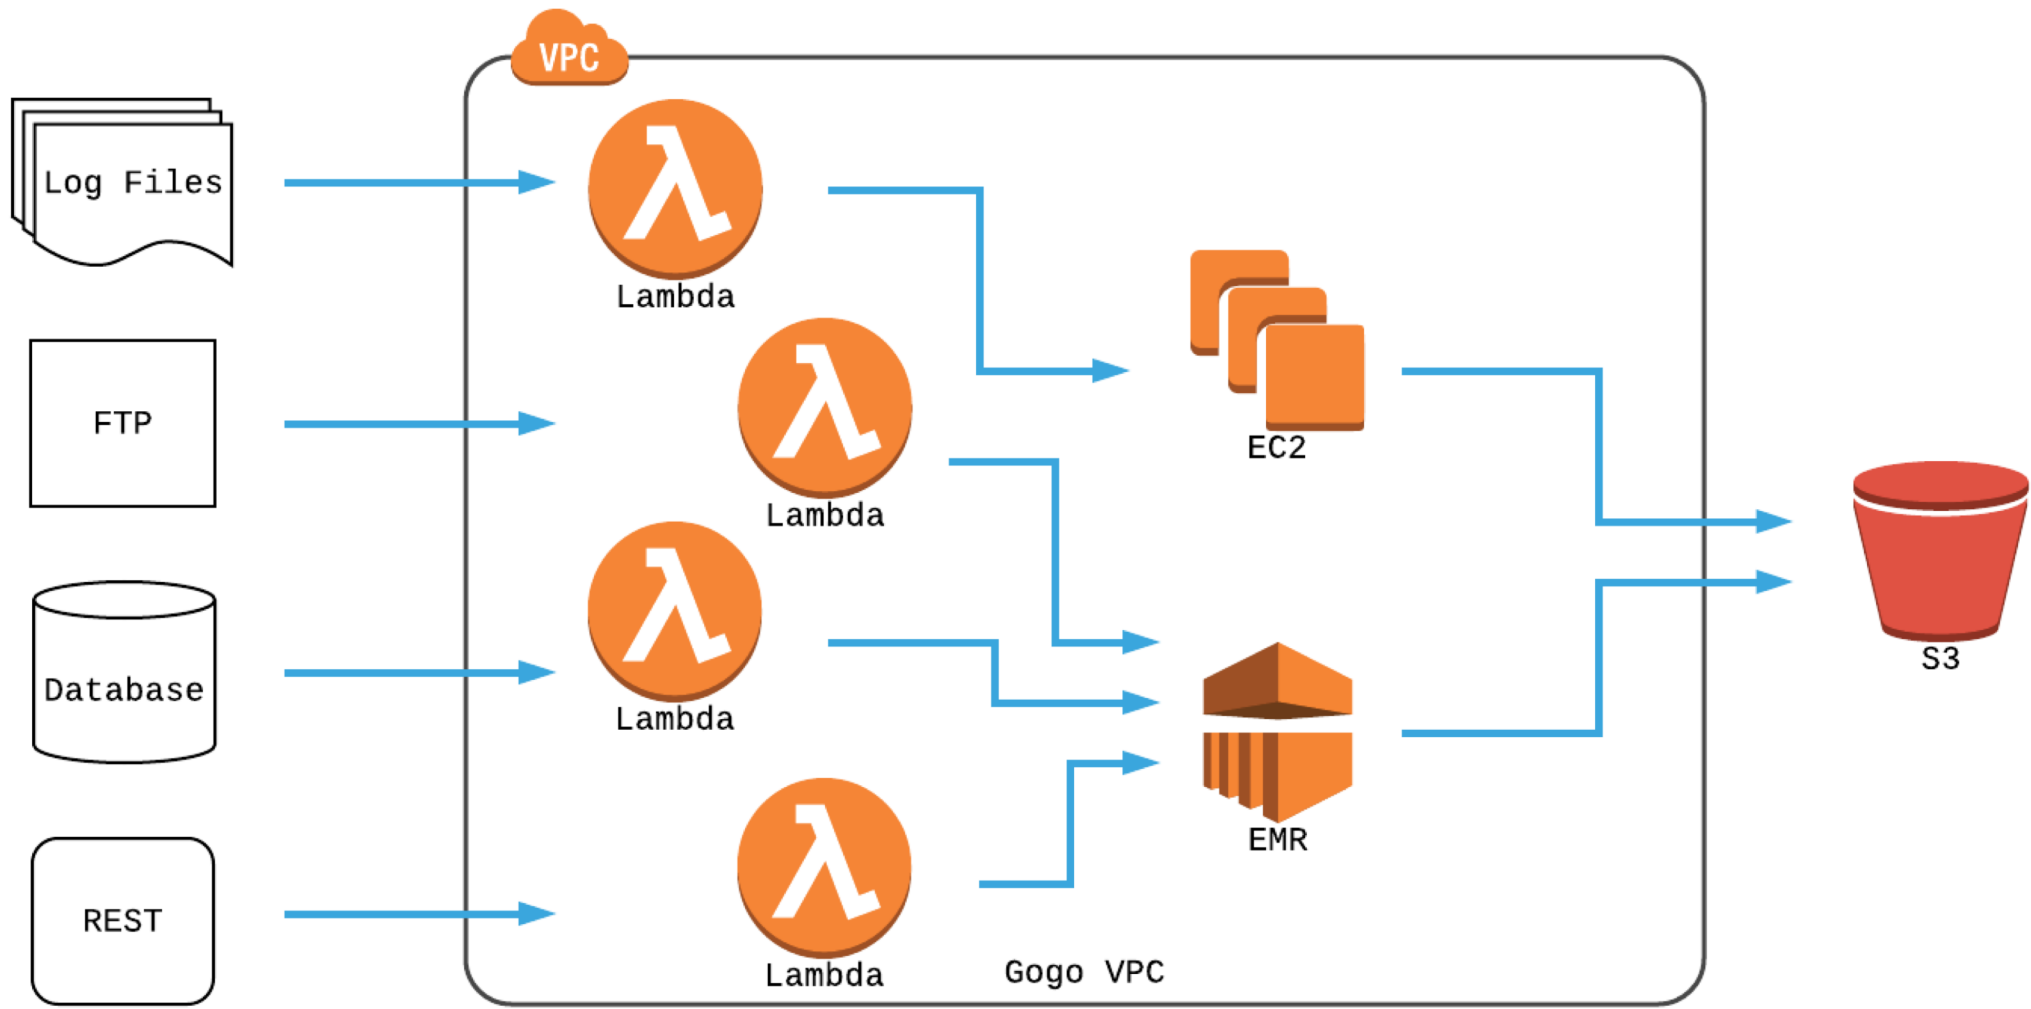 VPC
Log Files
Lambda
FTP
Lambda
EC2
Database
Lambda
S3
EMR
REST
Lambda
Gogo VPC